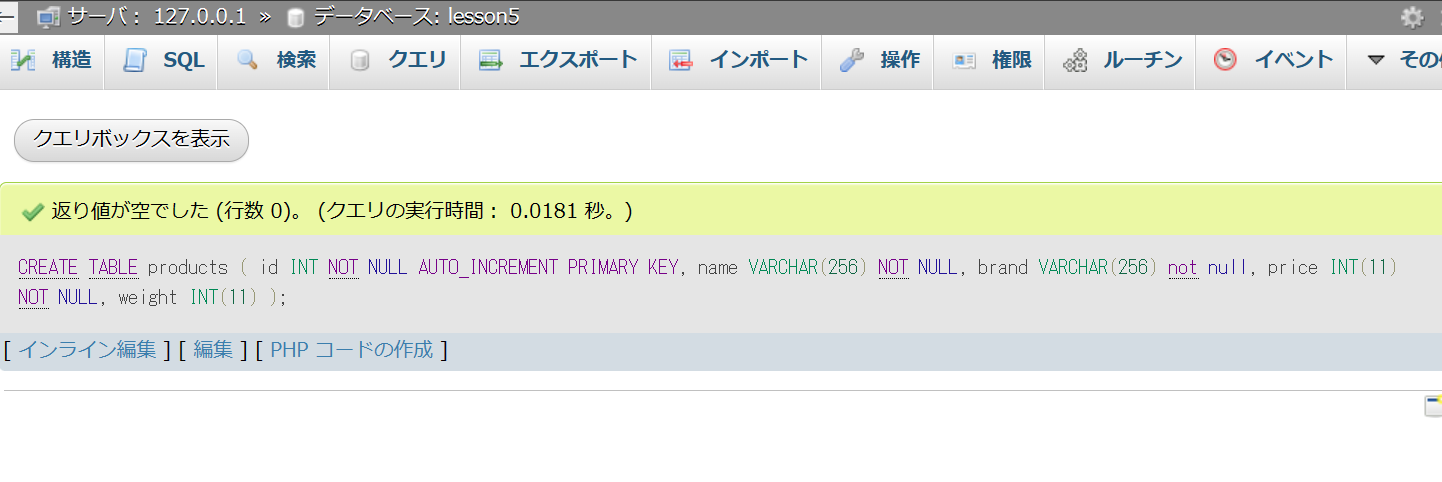 サーバ: 127.0.0.1 » データベース: lesson5
構造 SQL 検索 クエリ エクスポート インポート 操作 権限 ルーチン イベント
クエリボックスを表示
返り値が空でした (行数 0)。 (クエリの実行時間: 0.0181 秒。)
CREATE TABLE products ( id INT NOT NULL AUTO_INCREMENT PRIMARY KEY, name VARCHAR(256) NOT NULL, brand VARCHAR(256) not null, price INT(11)
NOT NULL, weight INT(11) );
[ インライン編集 ] [ 編集 ] [ PHP コードの作成 ]